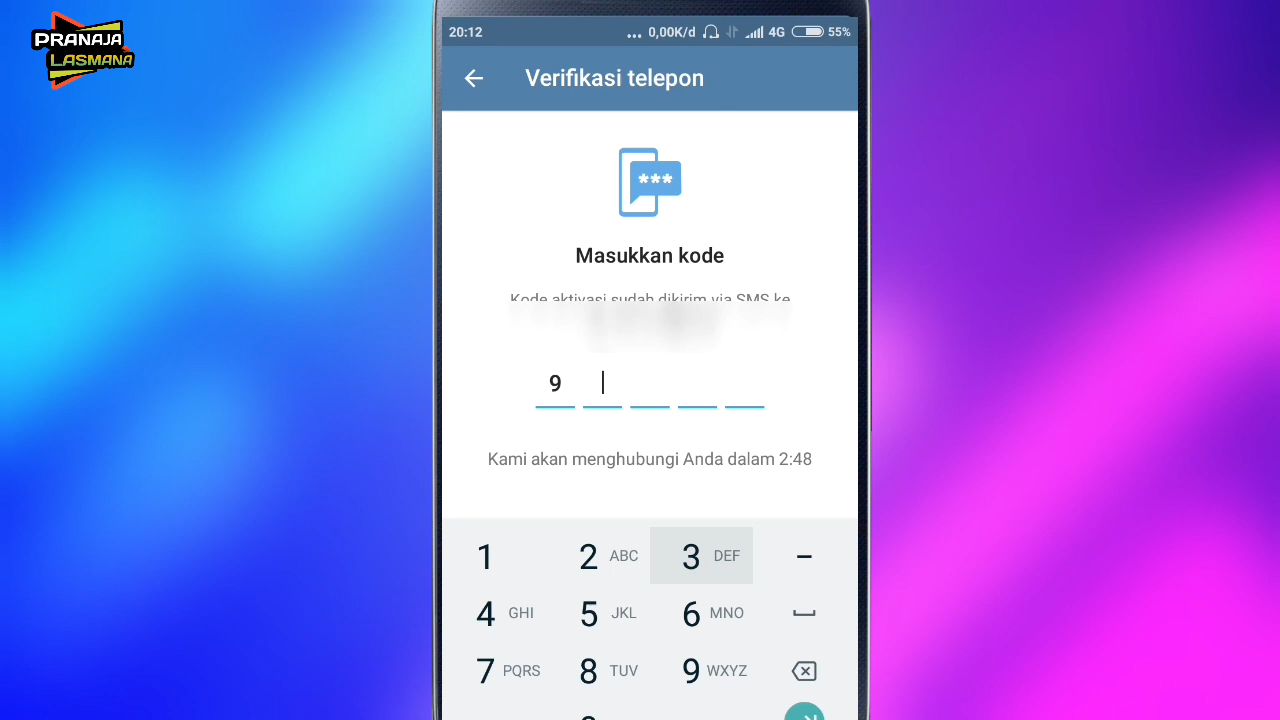 PRANAJA
LASMANA
20:12
... 0,00K/d 4G 55%
Verifikasi telepon
***
Masukkan kode
Kode aktivasi sudah dikirim via SMS ke
9
Kami akan menghubungi Anda dalam 2:48
1 2 ABC 3 DEF –
4 GHI 5 JKL 6 MNO
7 PQRS 8 TUV 9 WXYZ